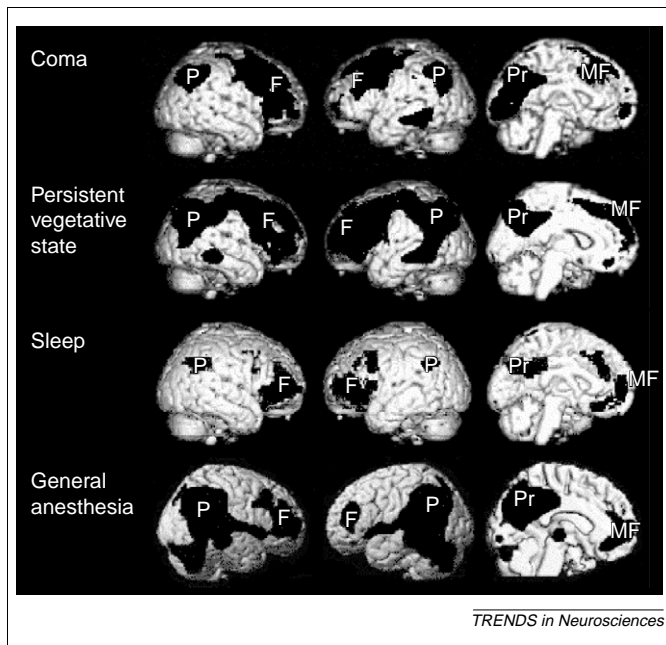 Coma
P
F
F
P
Pr
MF
Persistent
vegetative
state
P
F
F
P
Pr
MF
Sleep
P
F
F
P
Pr
MF
General
anesthesia
P
F
F
P
Pr
MF
TRENDS in Neurosciences